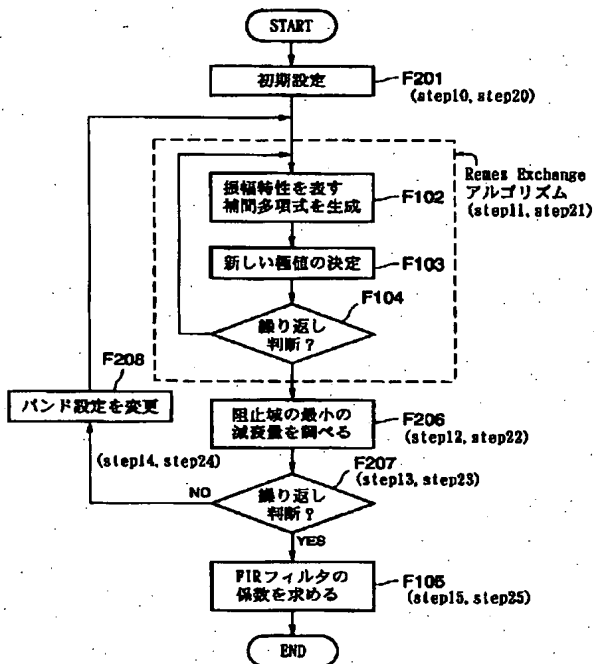 START
初期設定
F201
(step10, step20)
Remes Exchange
アルゴリズム
(step11, step21)
振幅特性を表す
補間多項式を生成
F102
新しい極値の決定
F103
F104
繰り返し
判断?
F208
バンド設定を変更
(step14, step24)
阻止域の最小の
減衰量を調べる
F206
(step12, step22)
F207
(step13, step23)
繰り返し
判断?
NO
YES
FIRフィルタの
係数を求める
F105
(step15, step25)
END